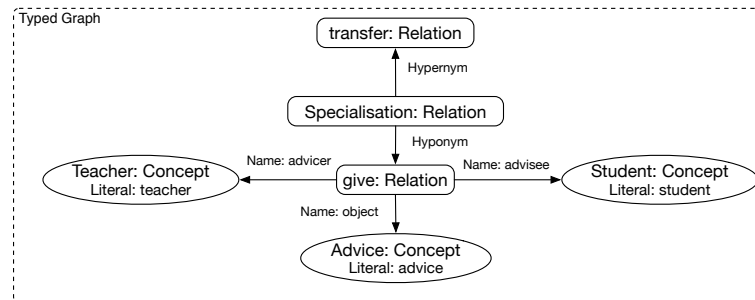 Typed Graph
transfer: Relation
Hypernym
Specialisation: Relation
Hyponym
Teacher: Concept
Literal: teacher
Name: advicer
give: Relation
Name: advisee
Student: Concept
Literal: student
Name: object
Advice: Concept
Literal: advice